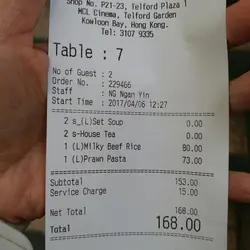 Shop No. P21-23, Telford Plaza 1
MCL Cinema, Telford Garden
Kowloon Bay, Hong Kong.
Tel: 3107 9335
Table : 7
No of Guest : 2
Order No. : 229466
Staff : NG Ngan Yin
Start Time : 2017/04/06 12:27
2 s_(L)Set Soup 0.00
2 s-House Tea 0.00
1 (L)Milky Beef Rice 80.00
1 (L)Prawn Pasta 73.00
Subtotal 153.00
Service Charge 15.00
Net Total 168.00
Total 168.00